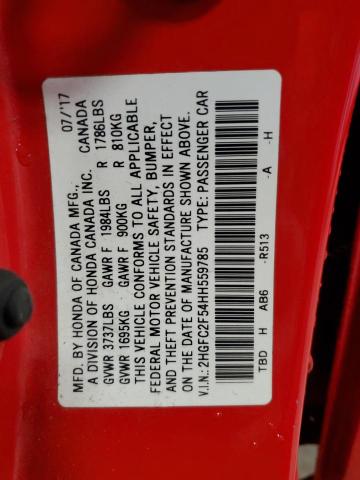 MFD. BY HONDA OF CANADA MFG., 07/'17
A DIVISION OF HONDA CANADA INC. CANADA
GVWR 3737LBS GAWR F 1984LBS R 1786LBS
GVWR 1695KG GAWR F 900KG R 810KG
THIS VEHICLE CONFORMS TO ALL APPLICABLE
FEDERAL MOTOR VEHICLE SAFETY, BUMPER,
AND THEFT PREVENTION STANDARDS IN EFFECT
ON THE DATE OF MANUFACTURE SHOWN ABOVE.
V.I.N.: 2HGFC2F54HH559785 TYPE: PASSENGER CAR
TBD H AB6 -R513 -A -H